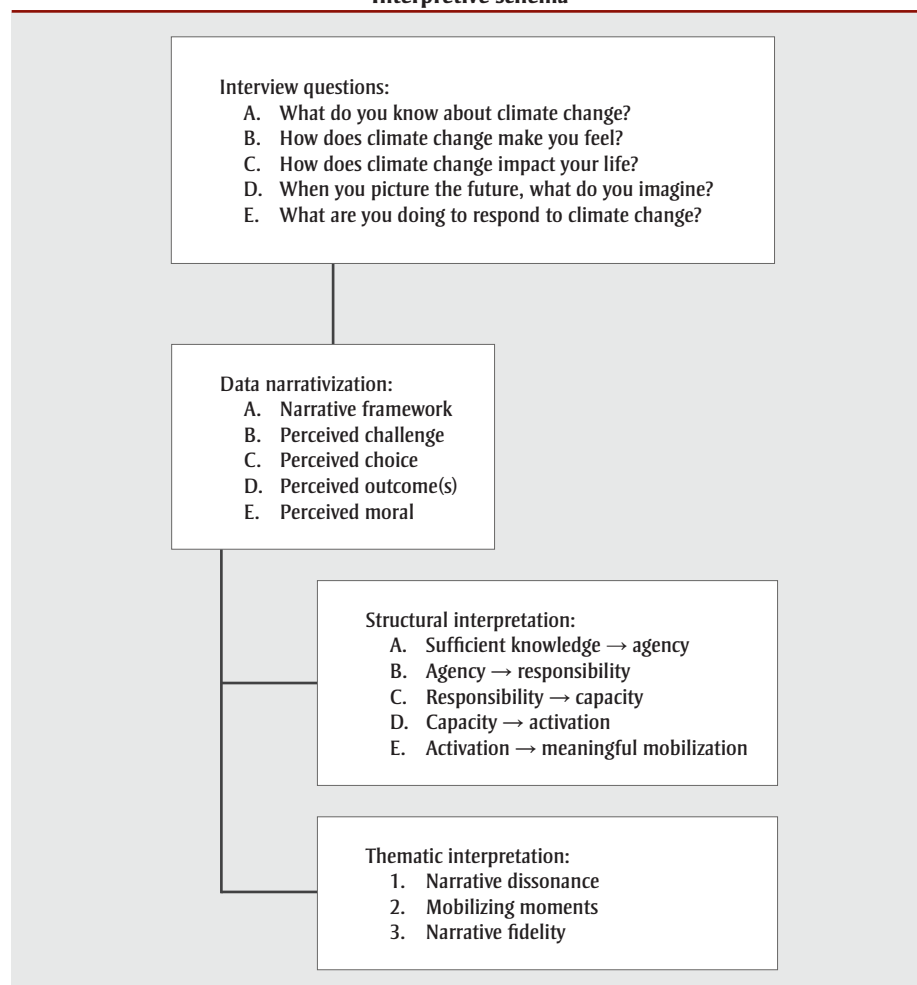 Interpretive schema
Interview questions:
A. What do you know about climate change?
B. How does climate change make you feel?
C. How does climate change impact your life?
D. When you picture the future, what do you imagine?
E. What are you doing to respond to climate change?
Data narrativization:
A. Narrative framework
B. Perceived challenge
C. Perceived choice
D. Perceived outcome(s)
E. Perceived moral
Structural interpretation:
A. Sufficient knowledge → agency
B. Agency → responsibility
C. Responsibility → capacity
D. Capacity → activation
E. Activation → meaningful mobilization
Thematic interpretation:
1. Narrative dissonance
2. Mobilizing moments
3. Narrative fidelity